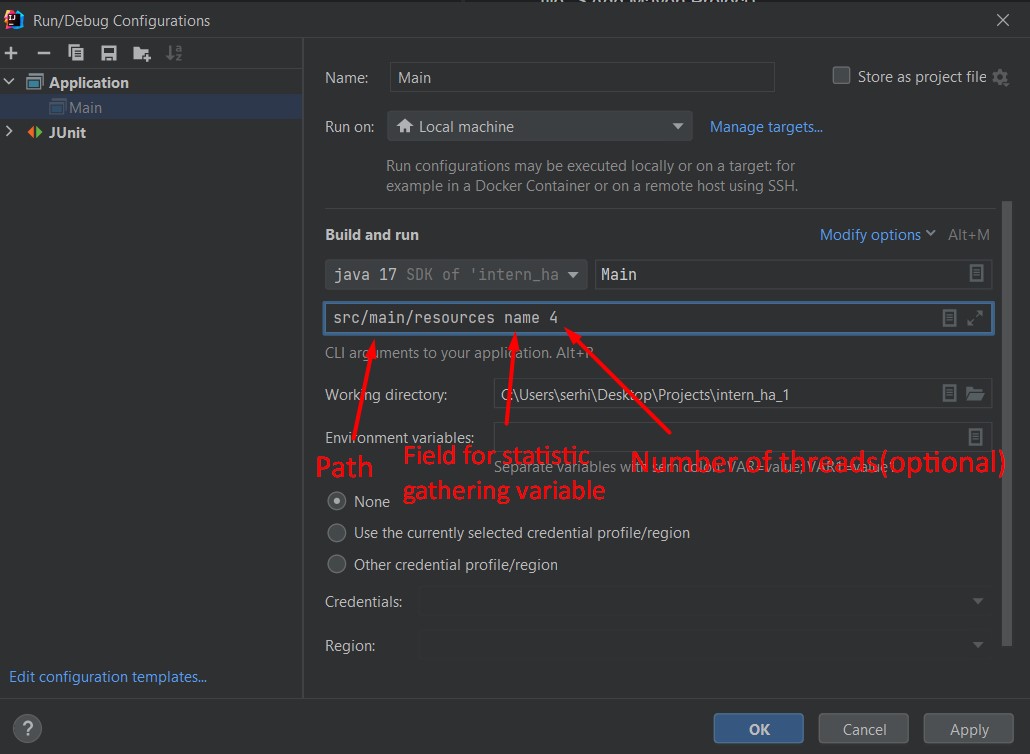 Run/Debug Configurations
Application
Main
JUnit
Name: Main Store as project file
Run on: Local machine Manage targets...
Run configurations may be executed locally or on a target: for
example in a Docker Container or on a remote host using SSH.
Build and run Modify options Alt+M
java 17 SDK of 'intern_ha Main
src/main/resources name 4
CLI arguments to your application. Alt+R
Working directory: C:\Users\serhi\Desktop\Projects\intern_ha_1
Environment variables:
Path
Field for statistic
gathering variable
Number of threads(optional)
Separate variables with semicolon: VAR=value; VAR1=value1
None
Use the currently selected credential profile/region
Other credential profile/region
Credentials:
Region:
Edit configuration templates...
? OK Cancel Apply